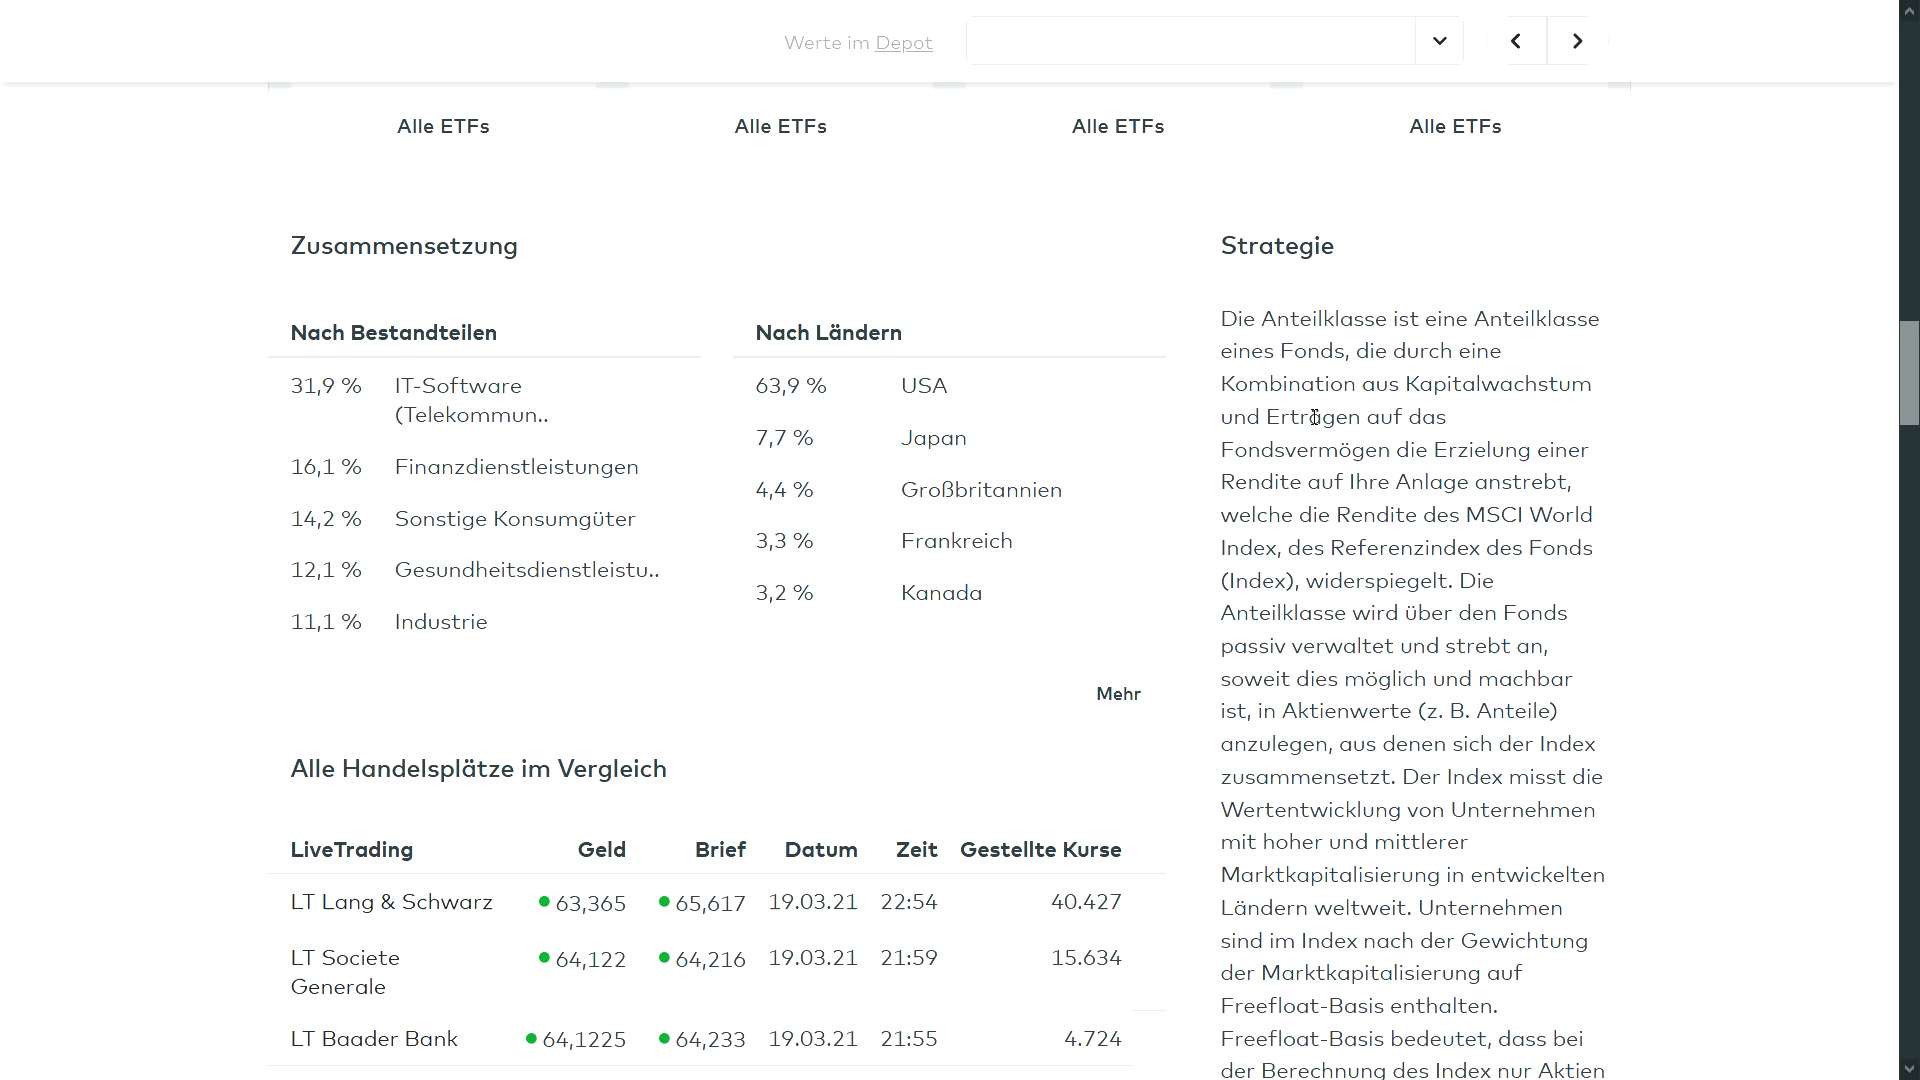 Werte im Depot
Alle ETFs Alle ETFs Alle ETFs Alle ETFs
Zusammensetzung
Nach Bestandteilen
31,9 % IT-Software
(Telekommun..
16,1 % Finanzdienstleistungen
14,2 % Sonstige Konsumgüter
12,1 % Gesundheitsdienstleistu..
11,1 % Industrie
Nach Ländern
63,9 % USA
7,7 % Japan
4,4 % Großbritannien
3,3 % Frankreich
3,2 % Kanada
Mehr
Alle Handelsplätze im Vergleich
LiveTrading Geld Brief Datum Zeit Gestellte Kurse
LT Lang & Schwarz 63,365 65,617 19.03.21 22:54 40.427
LT Societe
Generale 64,122 64,216 19.03.21 21:59 15.634
LT Baader Bank 64,1225 64,233 19.03.21 21:55 4.724
Strategie
Die Anteilklasse ist eine Anteilklasse
eines Fonds, die durch eine
Kombination aus Kapitalwachstum
und Erträgen auf das
Fondsvermögen die Erzielung einer
Rendite auf Ihre Anlage anstrebt,
welche die Rendite des MSCI World
Index, des Referenzindex des Fonds
(Index), widerspiegelt. Die
Anteilklasse wird über den Fonds
passiv verwaltet und strebt an,
soweit dies möglich und machbar
ist, in Aktienwerte (z. B. Anteile)
anzulegen, aus denen sich der Index
zusammensetzt. Der Index misst die
Wertentwicklung von Unternehmen
mit hoher und mittlerer
Marktkapitalisierung in entwickelten
Ländern weltweit. Unternehmen
sind im Index nach der Gewichtung
der Marktkapitalisierung auf
Freefloat-Basis enthalten.
Freefloat-Basis bedeutet, dass bei
der Berechnung des Index nur Aktien